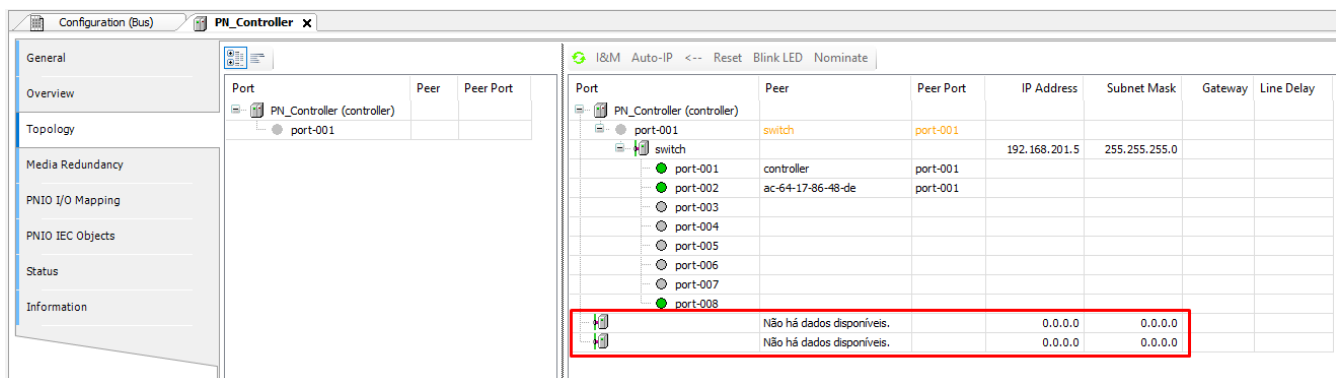 Configuration (Bus) PN_Controller X
General
Overview
Topology
Media Redundancy
PNIO I/O Mapping
PNIO IEC Objects
Status
Information
Port Peer Peer Port
PN_Controller (controller)
port-001
I&M Auto-IP <-- Reset Blink LED Nominate
Port Peer Peer Port IP Address Subnet Mask Gateway Line Delay
PN_Controller (controller)
port-001 switch port-001
switch 192.168.201.5 255.255.255.0
port-001 controller port-001
port-002 ac-64-17-86-48-de port-001
port-003
port-004
port-005
port-006
port-007
port-008
Não há dados disponíveis. 0.0.0.0 0.0.0.0
Não há dados disponíveis. 0.0.0.0 0.0.0.0